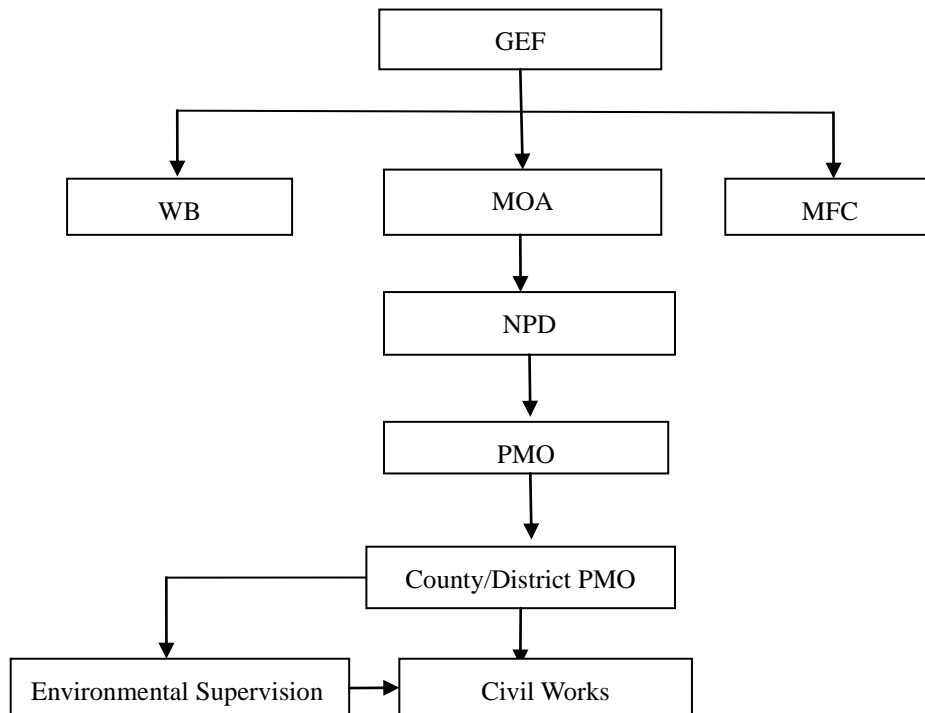 GEF
WB
MOA
MFC
NPD
PMO
County/District PMO
Environmental Supervision
Civil Works